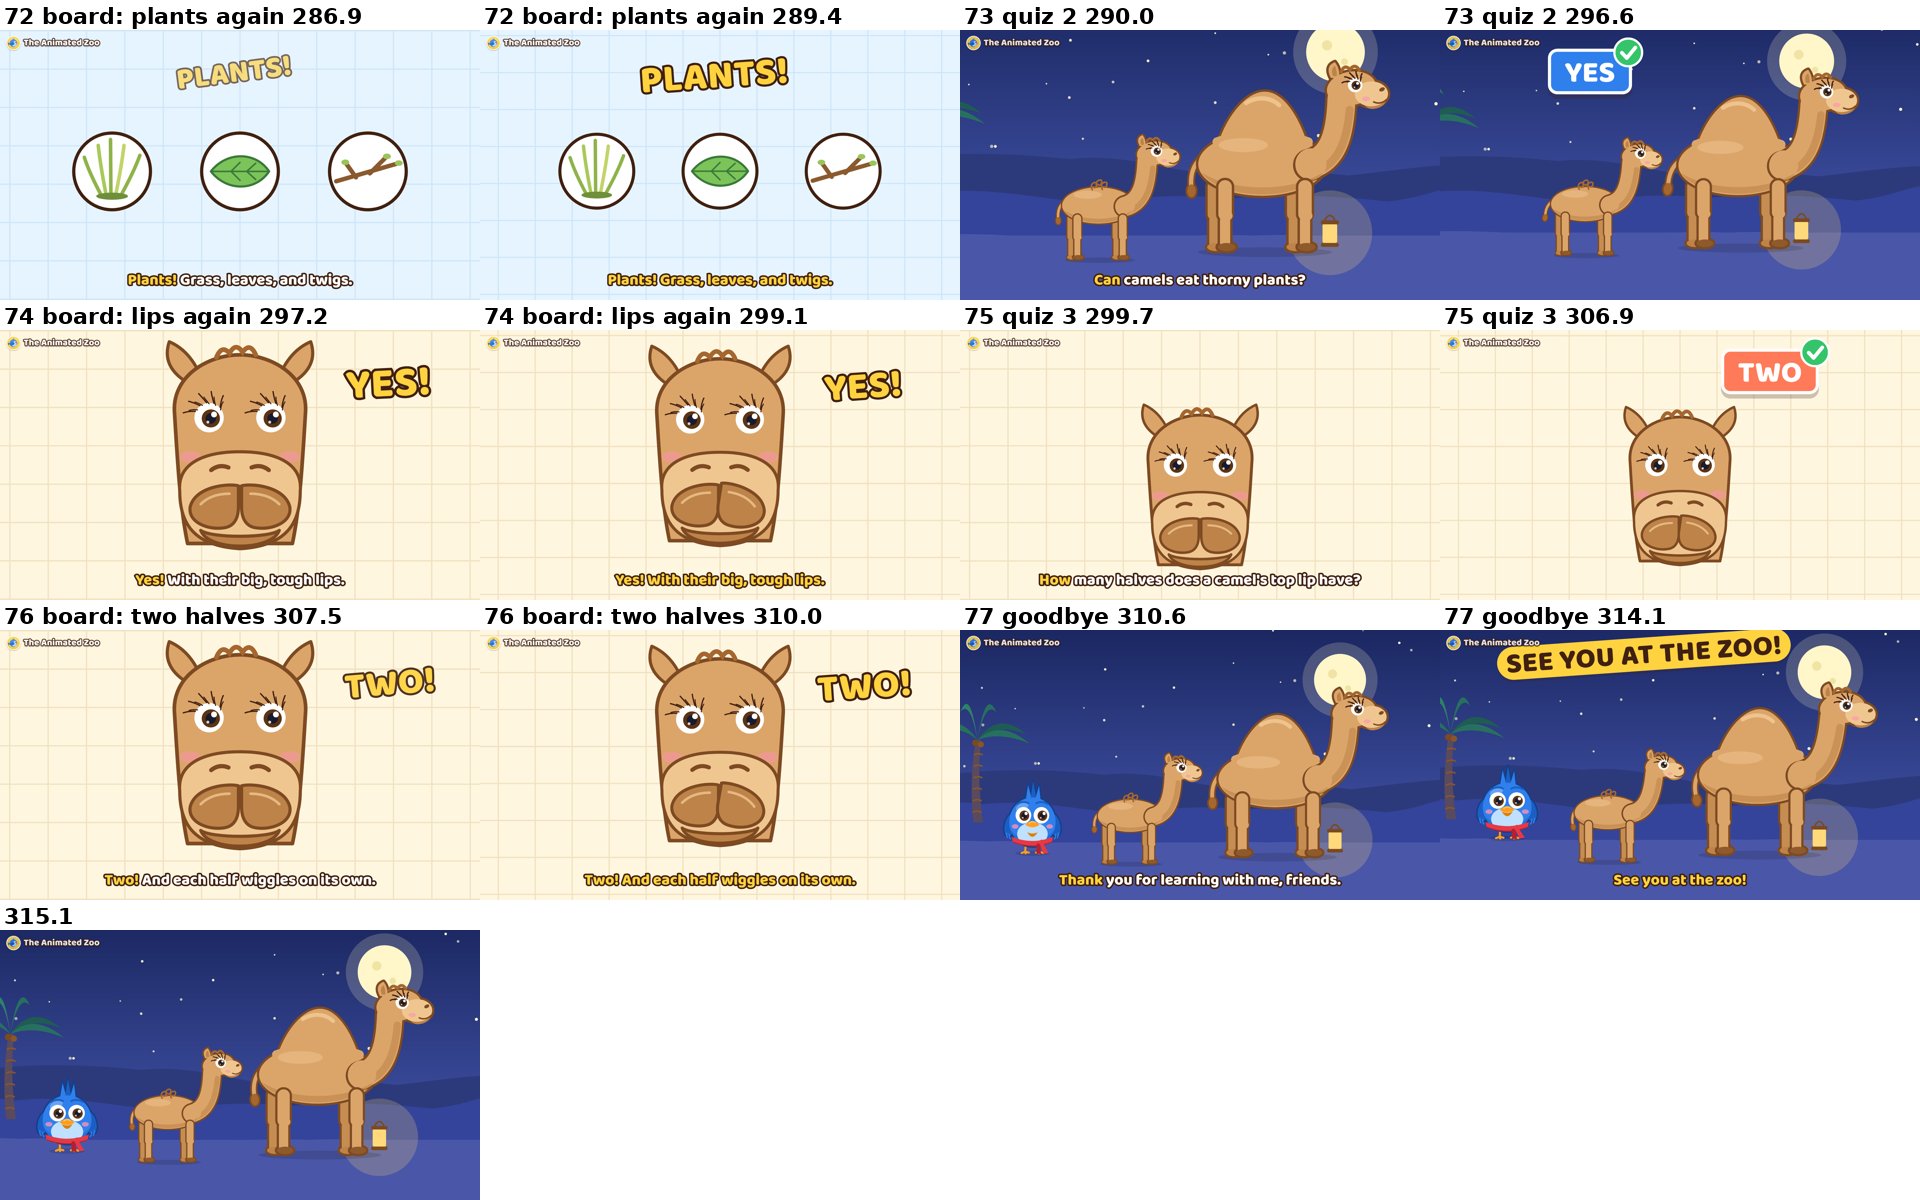 72 board: plants again 286.9
The Animated Zoo
PLANTS!
Plants! Grass, leaves, and twigs.
72 board: plants again 289.4
The Animated Zoo
PLANTS!
Plants! Grass, leaves, and twigs.
73 quiz 2 290.0
The Animated Zoo
Can camels eat thorny plants?
73 quiz 2 296.6
The Animated Zoo
YES
74 board: lips again 297.2
The Animated Zoo
YES!
Yes! With their big, tough lips.
74 board: lips again 299.1
The Animated Zoo
YES!
Yes! With their big, tough lips.
75 quiz 3 299.7
The Animated Zoo
How many halves does a camel's top lip have?
75 quiz 3 306.9
The Animated Zoo
TWO
76 board: two halves 307.5
The Animated Zoo
TWO!
Two! And each half wiggles on its own.
76 board: two halves 310.0
The Animated Zoo
TWO!
Two! And each half wiggles on its own.
77 goodbye 310.6
The Animated Zoo
Thank you for learning with me, friends.
77 goodbye 314.1
The Animated Zoo
SEE YOU AT THE ZOO!
See you at the zoo!
315.1
The Animated Zoo